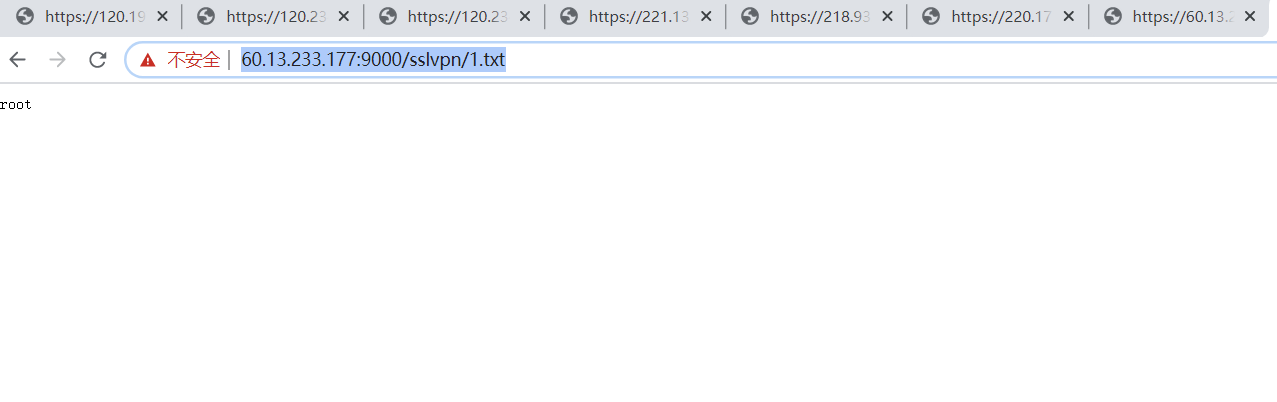 https://120.19
https://120.23
https://120.23
https://221.13
https://218.93
https://220.17
https://60.13.2
不安全 60.13.233.177:9000/sslvpn/1.txt
root